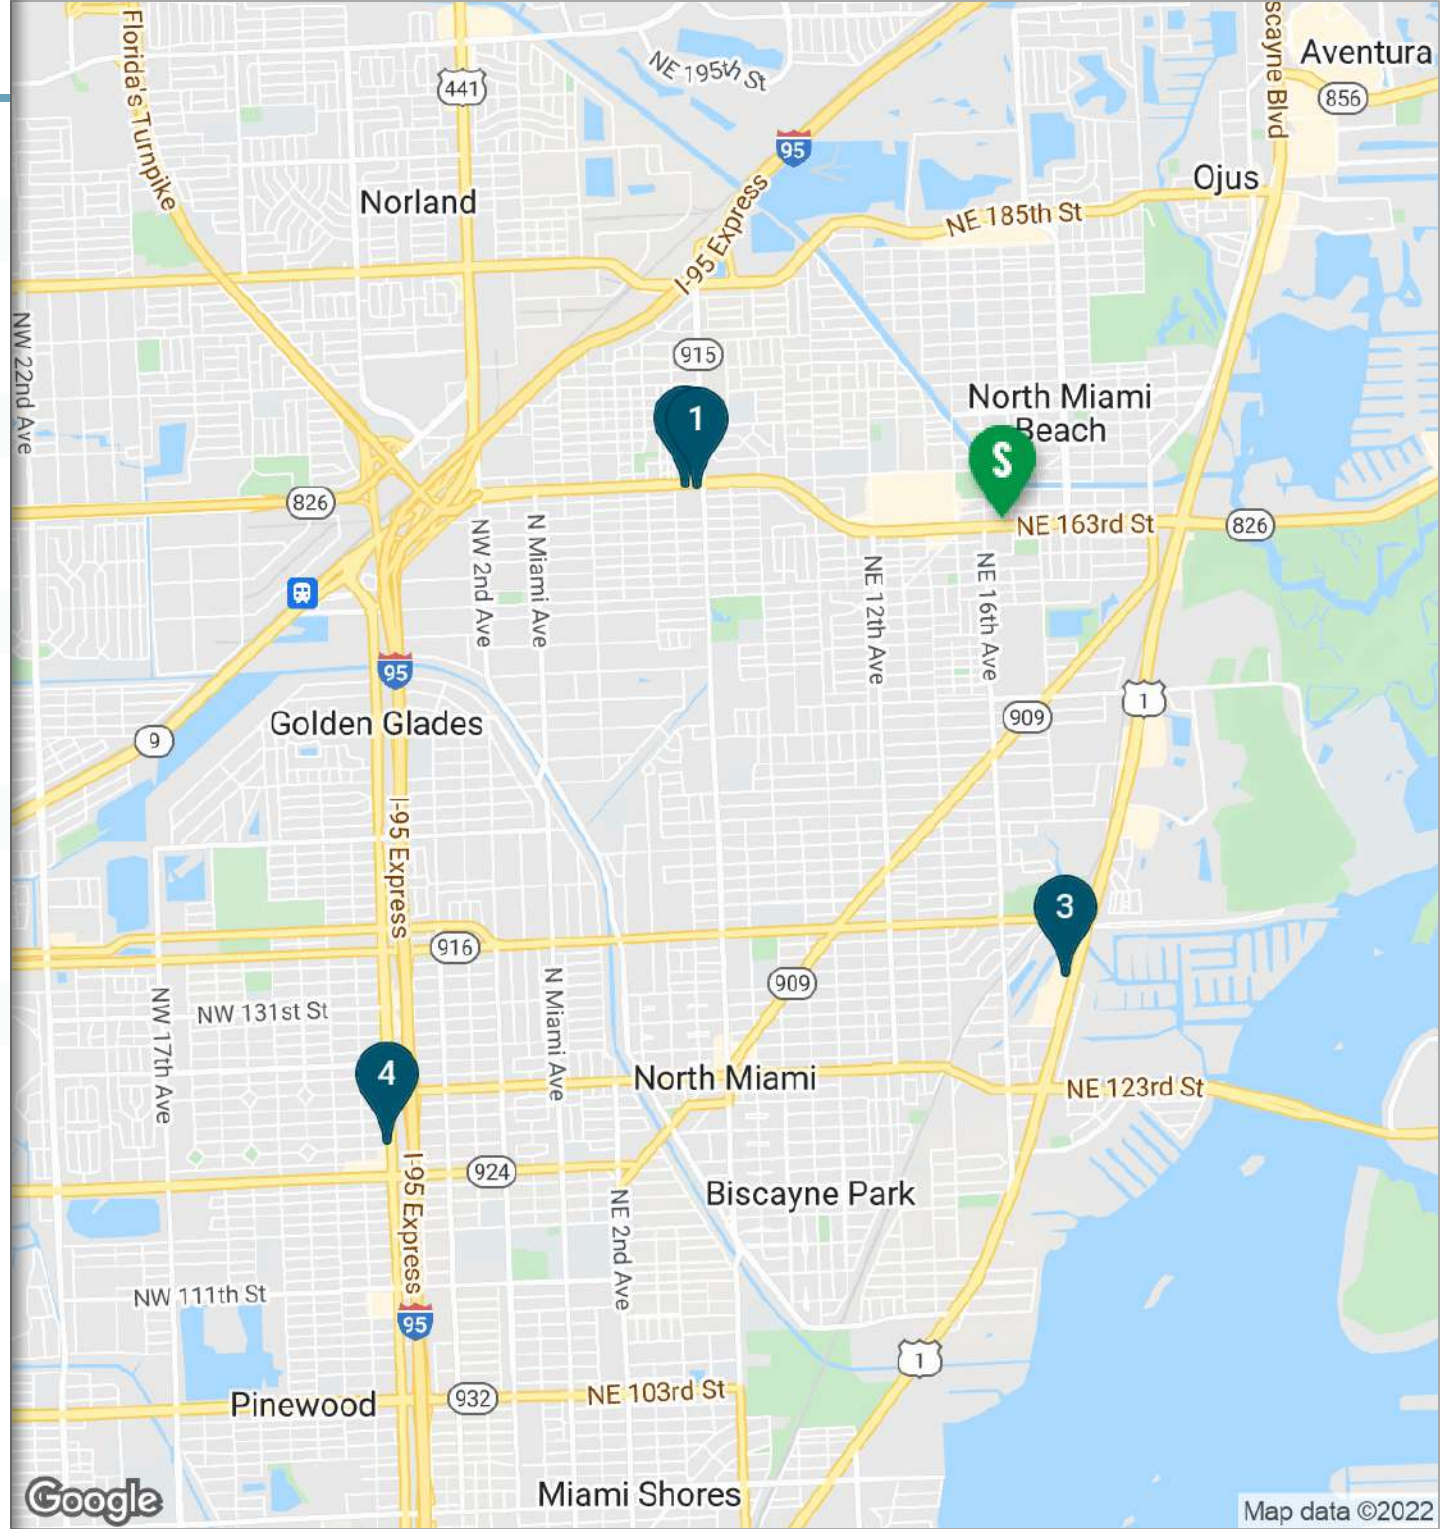 scayne Blvd
Aventura
856
Florida's Turnpike
441
NE 195th St
95
Ojus
Norland
NE 185th St
I-95 Express
NW 22nd Ave
915
North Miami
Beach
1
S
826
NE 163rd St
826
NW 2nd Ave
N Miami Ave
NE 12th Ave
NE 16th Ave
95
1
909
Golden Glades
9
I-95 Express
3
916
909
N Miami Ave
NW 131st St
NW 17th Ave
4
North Miami
NE 123rd St
I-95 Express
924
Biscayne Park
NE 2nd Ave
NW 111th St
95
1
Pinewood
932
NE 103rd St
Miami Shores
Google
Map data ©2022